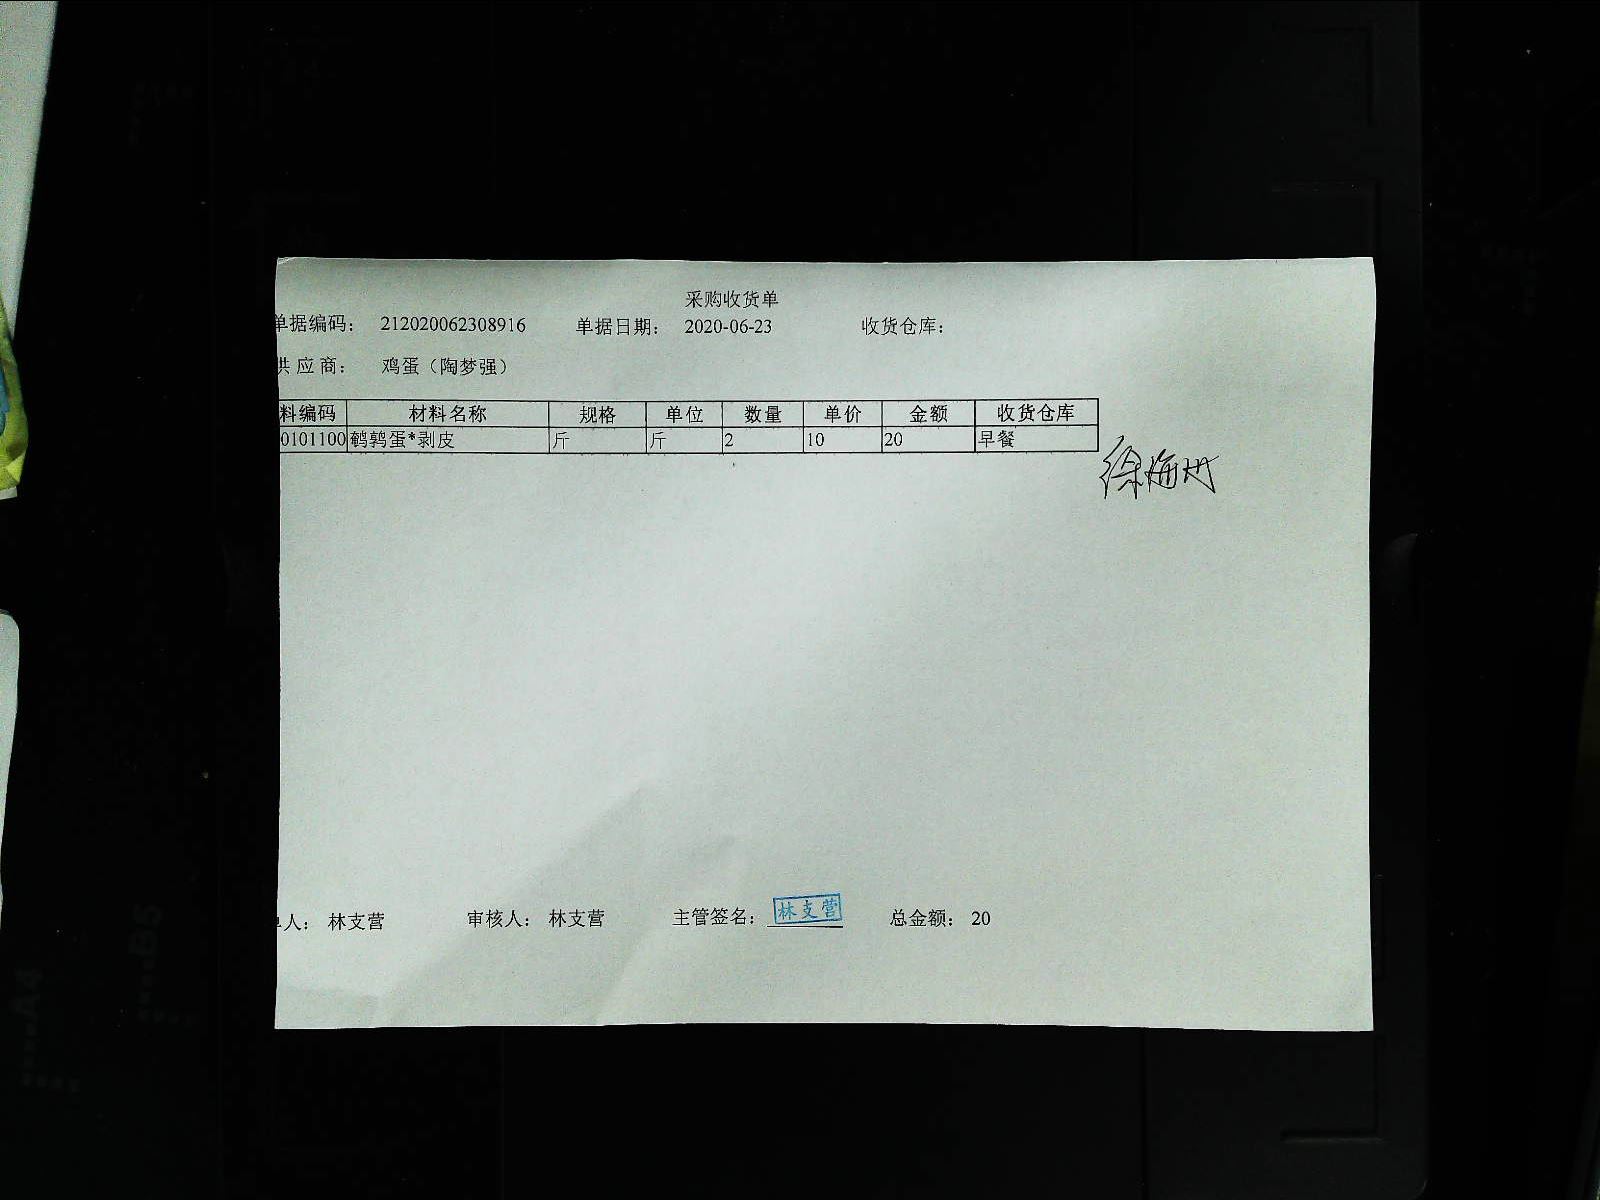 采购收货单
单据编码： 212020062308916 单据日期： 2020-06-23 收货仓库：
供应商： 鸡蛋（陶梦强）
料编码 材料名称 规格 单位 数量 单价 金额 收货仓库
0101100 鹌鹑蛋*剥皮 斤 斤 2 10 20 早餐
人： 林支营 审核人： 林支营 主管签名： 林支营 总金额： 20
A4
B5